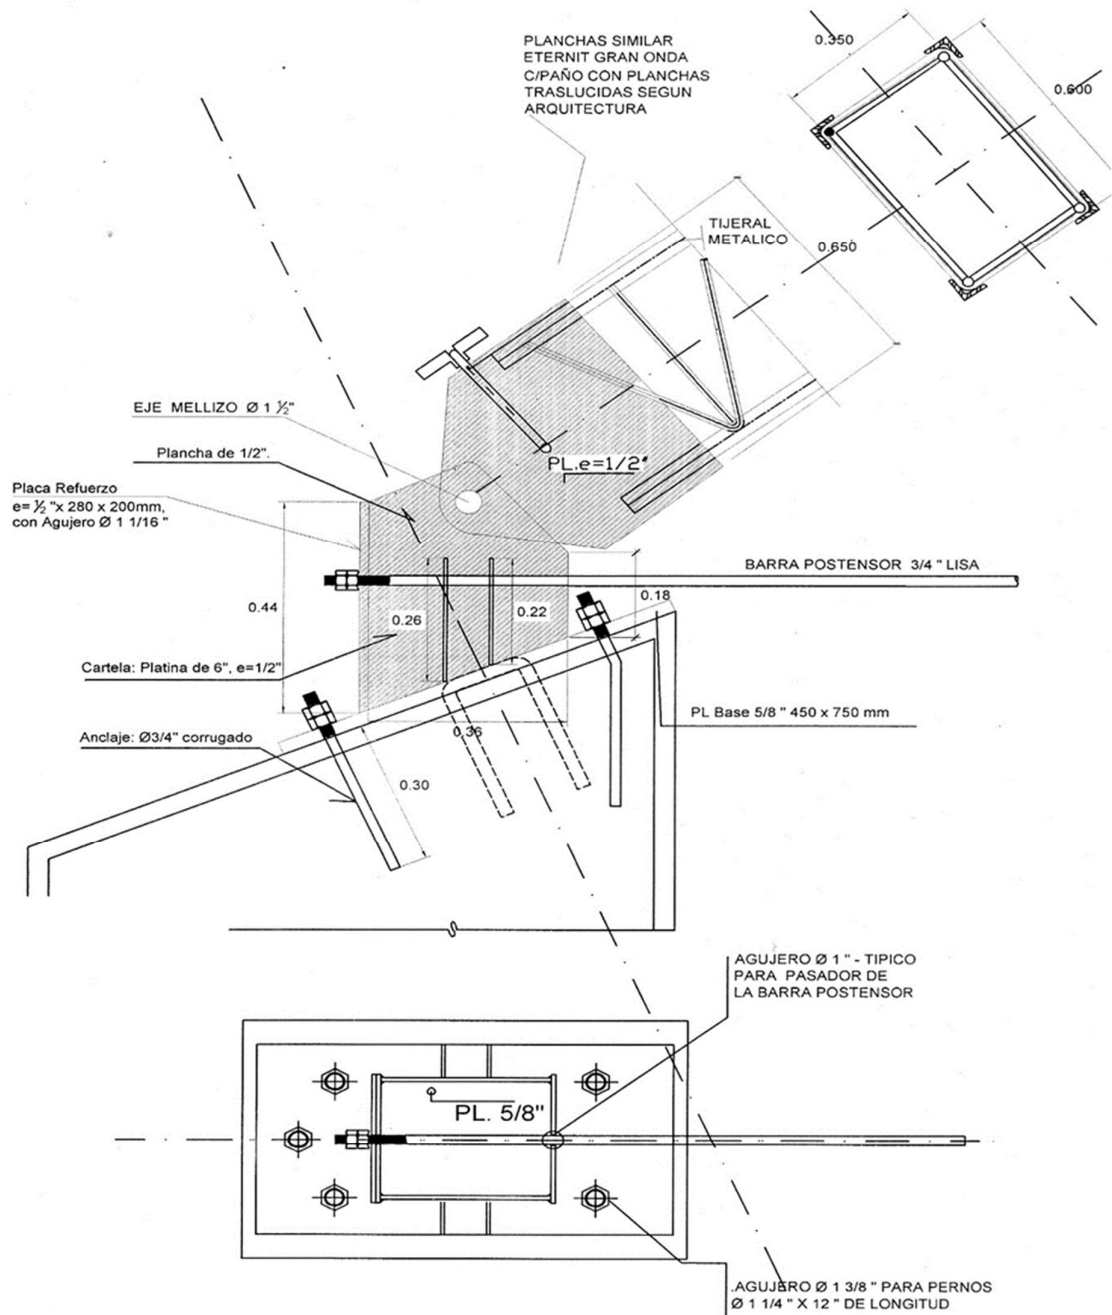 PLANCHAS SIMILAR
ETERNIT GRAN ONDA
C/PAÑO CON PLANCHAS
TRASLUCIDAS SEGUN
ARQUITECTURA
0.350
0.600
TIJERAL
METALICO
0.650
EJE MELLIZO Ø 1 ½"
Plancha de 1/2".
PL.e=1/2"
Placa Refuerzo
e= ½ "x 280 x 200mm,
con Agujero Ø 1 1/16 "
BARRA POSTENSOR 3/4 " LISA
0.44
0.26
0.22
0.18
Cartela: Platina de 6", e=1/2"
PL Base 5/8 " 450 x 750 mm
Anclaje: Ø3/4" corrugado
0.36
0.30
AGUJERO Ø 1 " - TIPICO
PARA PASADOR DE
LA BARRA POSTENSOR
PL. 5/8"
.AGUJERO Ø 1 3/8 " PARA PERNOS
Ø 1 1/4 " X 12 " DE LONGITUD